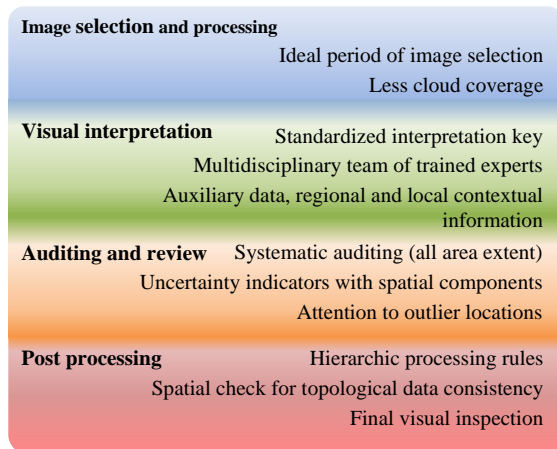 Image selection and processing
Ideal period of image selection
Less cloud coverage
Visual interpretation Standardized interpretation key
Multidisciplinary team of trained experts
Auxiliary data, regional and local contextual
information
Auditing and review Systematic auditing (all area extent)
Uncertainty indicators with spatial components
Attention to outlier locations
Post processing Hierarchic processing rules
Spatial check for topological data consistency
Final visual inspection